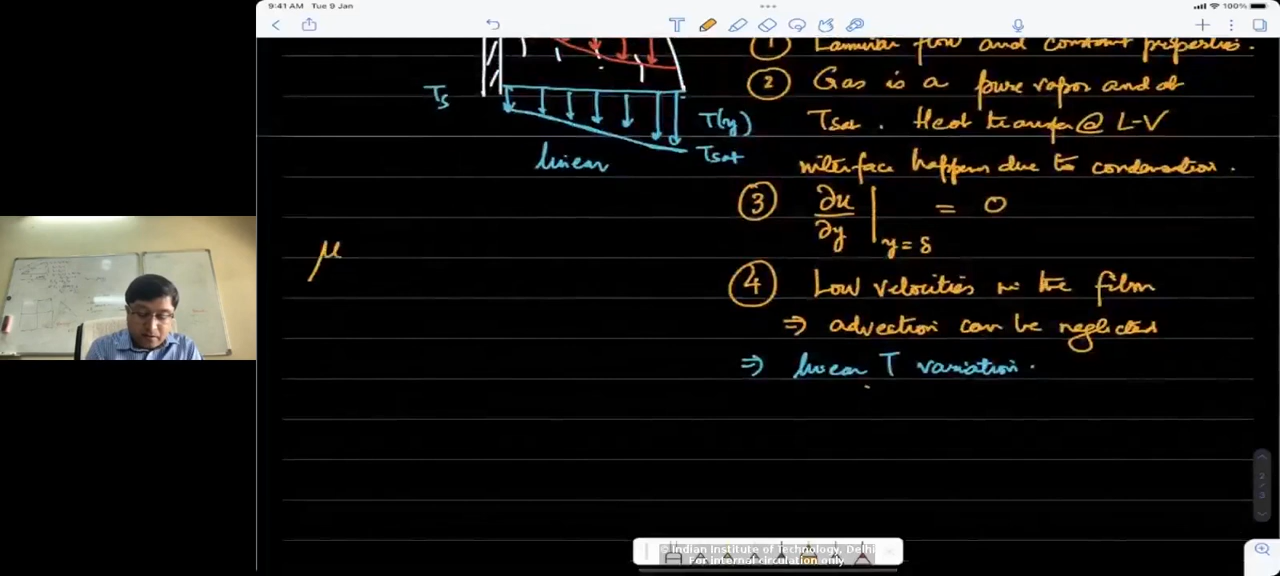 9:41 AM Tue 9 Jan
100%
① Laminar flow and constant properties.
② Gas is a pure vapor and at
Tsat. Heat transfer @ L-V
interface happens due to condensation.
③ ∂u/∂y | y=δ = 0
④ Low velocities in the film
⇒ advection can be neglected
⇒ linear T variation.
Ts
T(y)
Tsat
linear
μ
© Indian Institute of Technology, Delhi
For internal circulation only